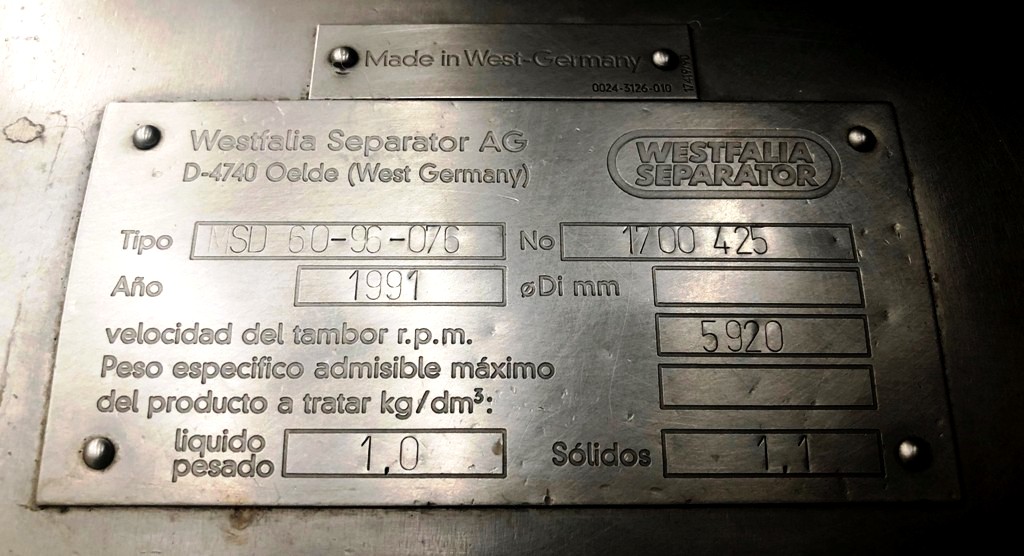 Made in West-Germany
0024-3126-010
Westfalia Separator AG
D-4740 Oelde (West Germany)
WESTFALIA
SEPARATOR
Tipo MSD 60-96-076 No 1700 425
Año 1991 øDi mm
velocidad del tambor r.p.m. 5920
Peso especifico admisible máximo
del producto a tratar kg/dm³:
liquido
pesado 1,0 Sólidos 1,1